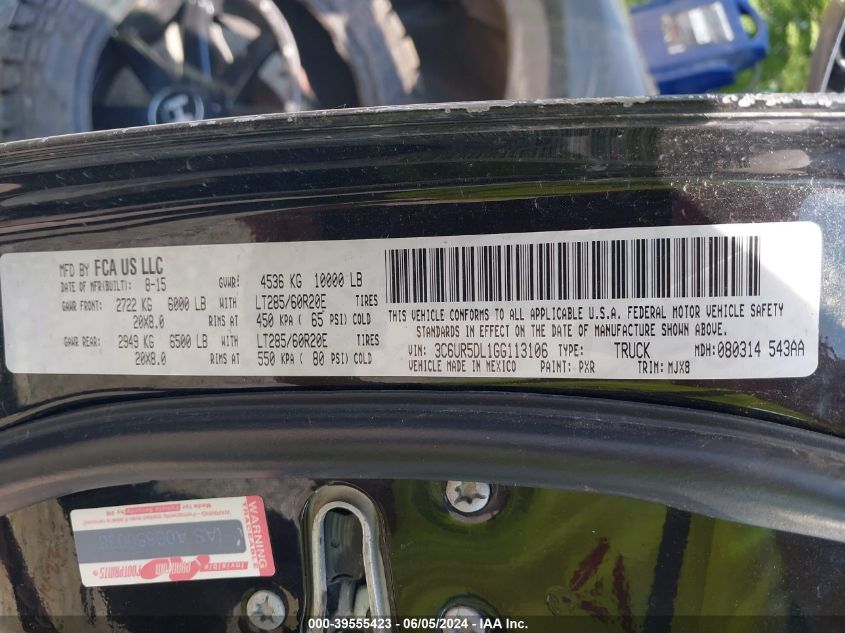 MFD BY FCA US LLC
DATE OF MFR(BUILT): 8-15 GVWR: 4536 KG 10000 LB
GAWR FRONT: 2722 KG 6000 LB WITH LT285/60R20E TIRES
20X8.0 RIMS AT 450 KPA ( 65 PSI) COLD
GAWR REAR: 2949 KG 6500 LB WITH LT285/60R20E TIRES
20X8.0 RIMS AT 550 KPA ( 80 PSI) COLD
THIS VEHICLE CONFORMS TO ALL APPLICABLE U.S.A. FEDERAL MOTOR VEHICLE SAFETY
STANDARDS IN EFFECT ON THE DATE OF MANUFACTURE SHOWN ABOVE.
VIN: 3C6UR5DL1GG113106 TYPE: TRUCK MDH: 080314 543AA
VEHICLE MADE IN MEXICO PAINT: PXR TRIM: MJX8
WARNING
Invisible
FOOTPRINTS
000-39555423 - 06/05/2024 - IAA Inc.